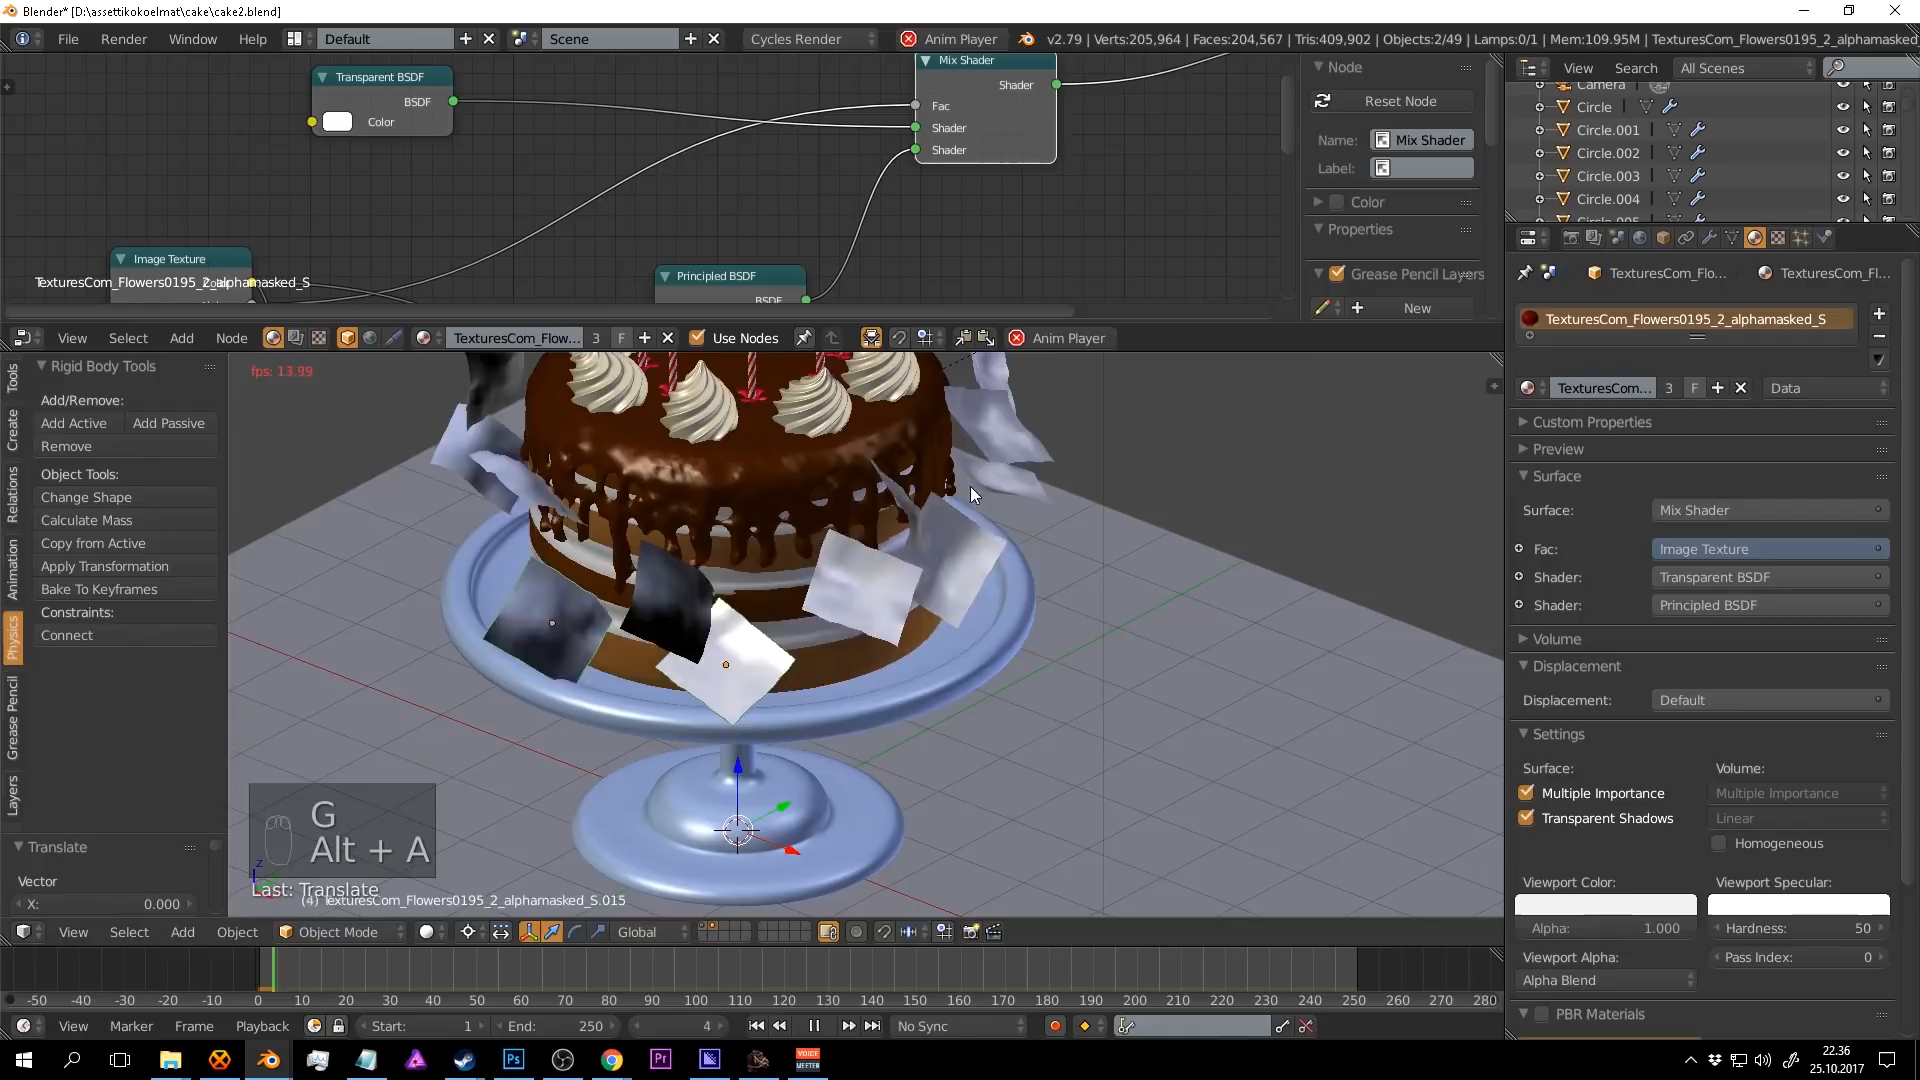 Blender* [D:\assettikokoelmat\cake\cake2.blend]
File Render Window Help Default Scene Cycles Render Anim Player v2.79 | Verts:205,964 | Faces:204,567 | Tris:409,902 | Objects:2/49 | Lamps:0/1 | Mem:109.95M | TexturesCom_Flowers0195_2_alphamasked
Transparent BSDF
BSDF
Color
Mix Shader
Shader
Fac
Shader
Shader
Image Texture
TexturesCom_Flowers0195_2_alphamasked_S
Principled BSDF
BSDF
Node
Reset Node
Name: Mix Shader
Label:
Color
Properties
Grease Pencil Layers
New
View Search All Scenes
Camera
Circle
Circle.001
Circle.002
Circle.003
Circle.004
View Select Add Node TexturesCom_Flow... 3 F Use Nodes Anim Player
Tools
Create
Relations
Animation
Physics
Grease Pencil
Layers
Rigid Body Tools
Add/Remove:
Add Active Add Passive
Remove
Object Tools:
Change Shape
Calculate Mass
Copy from Active
Apply Transformation
Bake To Keyframes
Constraints:
Connect
Translate
Vector
X: 0.000
fps: 13.99
G
Alt + A
z
Last: Translate
(4) TexturesCom_Flowers0195_2_alphamasked_S.015
View Select Add Object Object Mode Global
-50 -40 -30 -20 -10 0 10 20 30 40 50 60 70 80 90 100 110 120 130 140 150 160 170 180 190 200 210 220 230 240 250 260 270 280
View Marker Frame Playback Start: 1 End: 250 4 No Sync
TexturesCom_Flo... TexturesCom_Fl...
TexturesCom_Flowers0195_2_alphamasked_S
TexturesCom... 3 F Data
Custom Properties
Preview
Surface
Surface: Mix Shader
Fac: Image Texture
Shader: Transparent BSDF
Shader: Principled BSDF
Volume
Displacement
Displacement: Default
Settings
Surface: Volume:
Multiple Importance Multiple Importance
Transparent Shadows Linear
Homogeneous
Viewport Color: Viewport Specular:
Alpha: 1.000 Hardness: 50
Viewport Alpha: Pass Index: 0
Alpha Blend
PBR Materials
Ps
Pr
VOICE
MEETER
22.36
25.10.2017